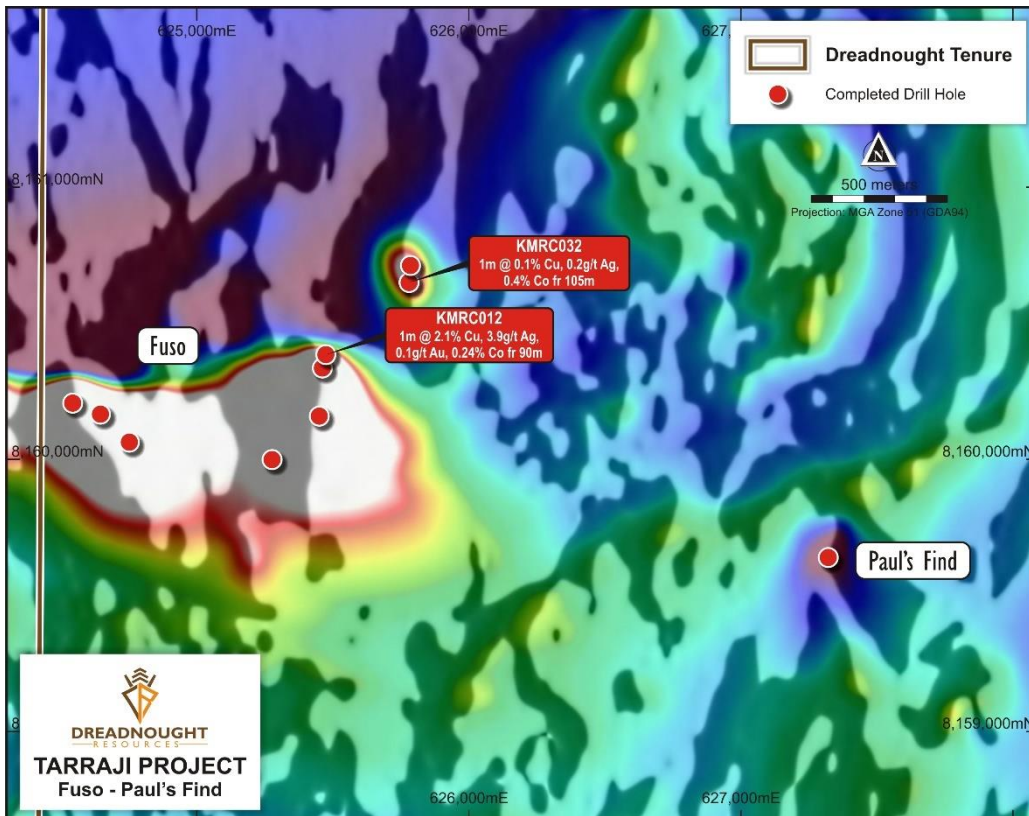 625,000mE
626,000mE
Dreadnought Tenure
Completed Drill Hole
N
500 meters
Projection: MGA Zone 51 (GDA94)
8,161,000mN
KMRC032
1m @ 0.1% Cu, 0.2g/t Ag,
0.4% Co fr 105m
KMRC012
1m @ 2.1% Cu, 3.9g/t Ag,
0.1g/t Au, 0.24% Co fr 90m
Fuso
8,160,000mN
8,160,000mN
Paul's Find
DREADNOUGHT
RESOURCES
TARRAJI PROJECT
Fuso - Paul's Find
8,159,000mN
626,000mE
627,000mE